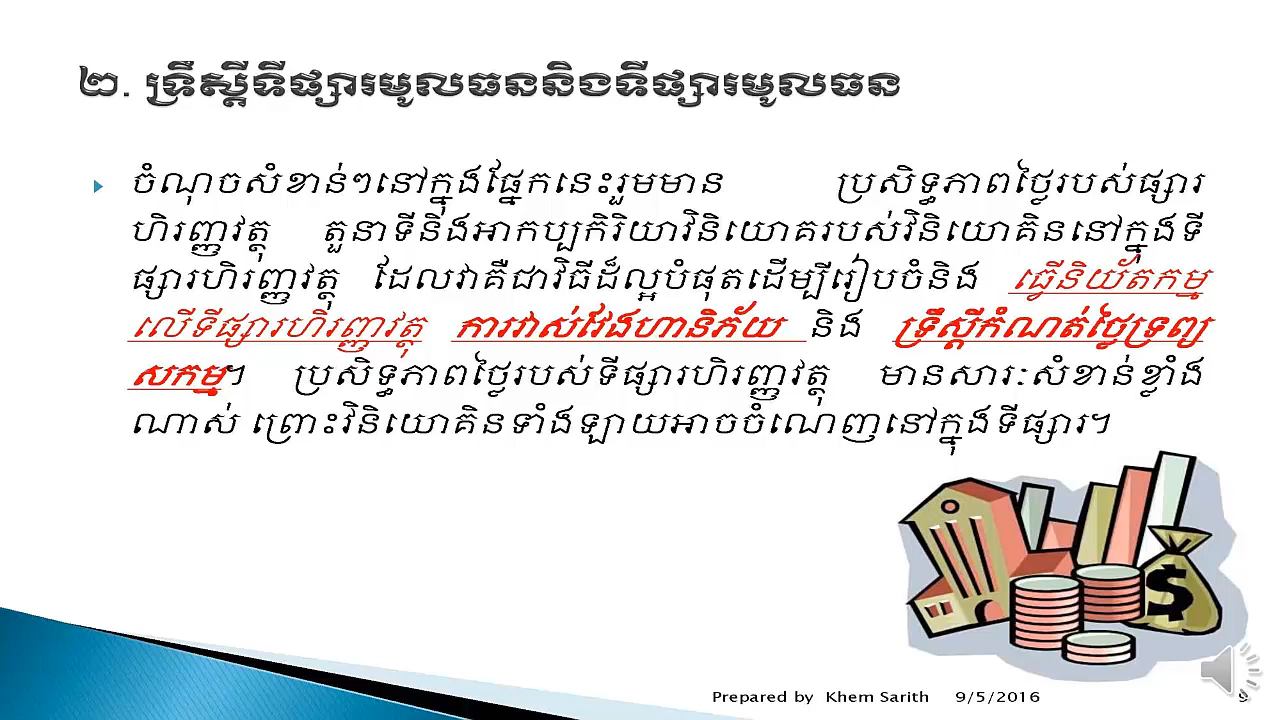 ២. ទ្រឹស្តីទីផ្សារមូលធននិងទីផ្សារមូលធន
ចំណុចសំខាន់ៗនៅក្នុងផ្នែកនេះរួមមាន ប្រសិទ្ធភាពថ្លៃរបស់ផ្សារ
ហិរញ្ញវត្ថុ តួនាទីនិងអាកប្បកិរិយាវិនិយោគរបស់វិនិយោគិននៅក្នុងទី
ផ្សារហិរញ្ញវត្ថុ ដែលវាគឺជាវិធីដ៏ល្អបំផុតដើម្បីរៀបចំនិង ធ្វើនិយ័តកម្ម
លើទីផ្សារហិរញ្ញវត្ថុ ការវាស់វែងហានិភ័យ និង ទ្រឹស្តីកំណត់ថ្លៃទ្រព្យ
សកម្ម។ ប្រសិទ្ធភាពថ្លៃរបស់ទីផ្សារហិរញ្ញវត្ថុ មានសារៈសំខាន់ខ្លាំង
ណាស់ ព្រោះវិនិយោគិនទាំងឡាយអាចចំណេញនៅក្នុងទីផ្សារ។
$
Prepared by Khem Sarith 9/5/2016 9